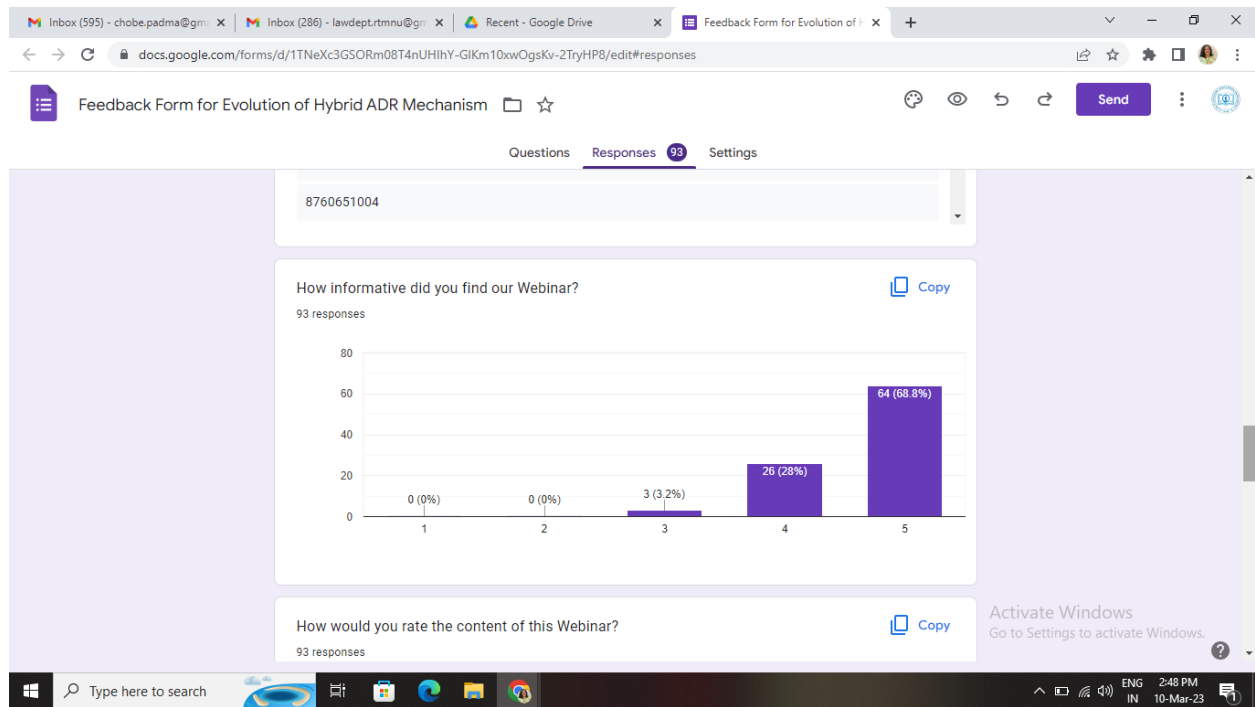 Inbox (595) - chobe.padma@gm
Inbox (286) - lawdept.rtmnu@gm
Recent - Google Drive
Feedback Form for Evolution of H
docs.google.com/forms/d/1TNeXc3GSORm08T4nUHIhY-GlKm10xwOgsKv-2TryHP8/edit#responses
Feedback Form for Evolution of Hybrid ADR Mechanism
Send
Questions Responses 93 Settings
8760651004
How informative did you find our Webinar?
Copy
93 responses
80
60
40
20
0
0 (0%)
0 (0%)
3 (3.2%)
26 (28%)
64 (68.8%)
1 2 3 4 5
How would you rate the content of this Webinar?
Copy
93 responses
Activate Windows
Go to Settings to activate Windows.
Type here to search
ENG
IN
2:48 PM
10-Mar-23
1